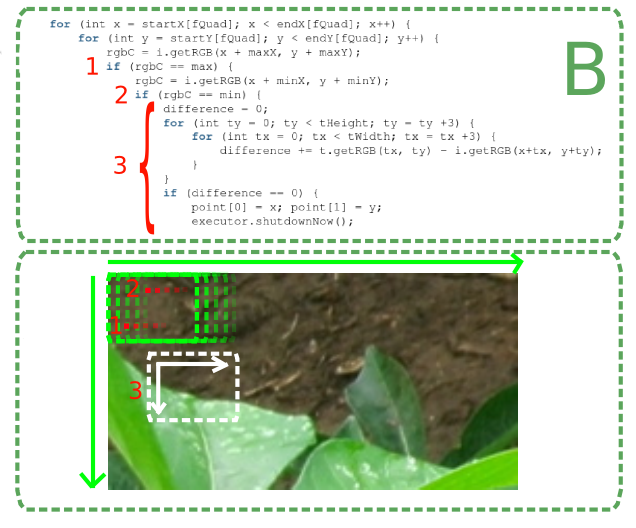 for (int x = startX[fQuad]; x < endX[fQuad]; x++) {
for (int y = startY[fQuad]; y < endY[fQuad]; y++) {
rgbC = i.getRGB(x + maxX, y + maxY);
1 if (rgbC == max) {
rgbC = i.getRGB(x + minX, y + minY);
2 if (rgbC == min) {
difference = 0;
for (int ty = 0; ty < tHeight; ty = ty +3) {
for (int tx = 0; tx < tWidth; tx = tx +3) {
difference += t.getRGB(tx, ty) - i.getRGB(x+tx, y+ty);
3 }
}
if (difference == 0) {
point[0] = x; point[1] = y;
executor.shutdownNow();
B
2
1
3